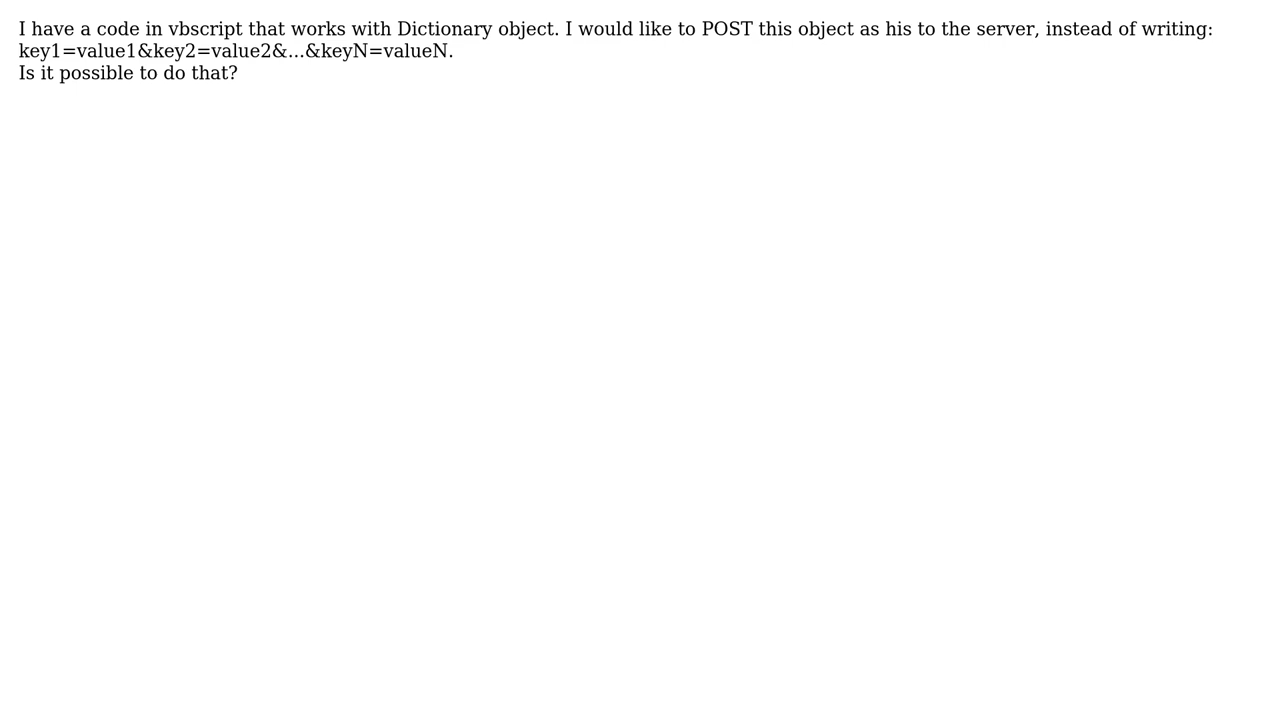 I have a code in vbscript that works with Dictionary object. I would like to POST this object as his to the server, instead of writing:
key1=value1&key2=value2&...&keyN=valueN.
Is it possible to do that?